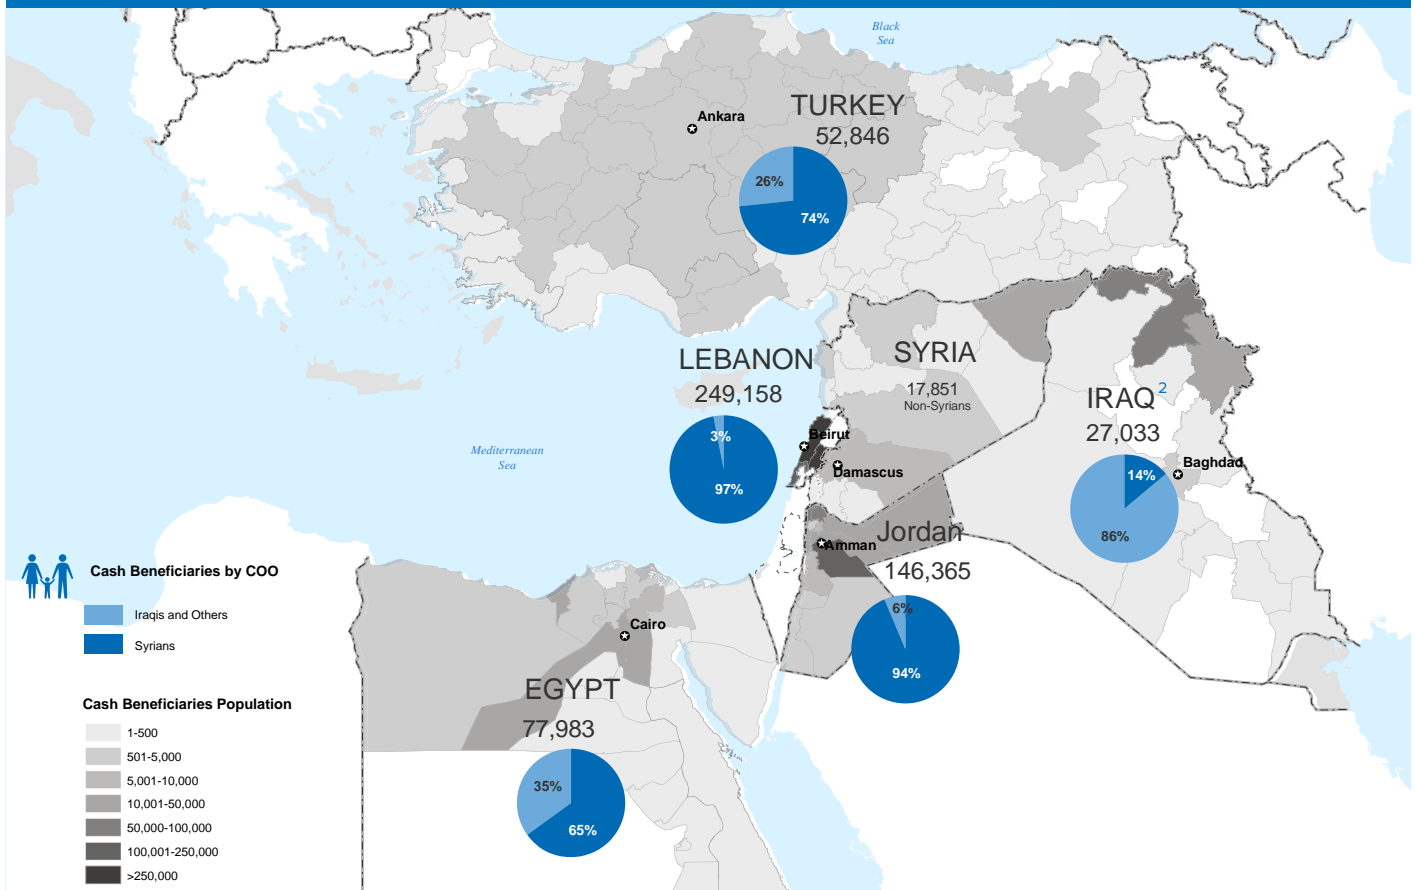 Black
Sea
TURKEY
52,846
Ankara
26%
74%
LEBANON
249,158
3%
97%
Beirut
SYRIA
17,851
Non-Syrians
Damascus
IRAQ 2
27,033
14%
86%
Baghdad
Mediterranean
Sea
Jordan
146,365
Amman
6%
94%
Cairo
EGYPT
77,983
35%
65%
Cash Beneficiaries by COO
Iraqis and Others
Syrians
Cash Beneficiaries Population
1-500
501-5,000
5,001-10,000
10,001-50,000
50,000-100,000
100,001-250,000
>250,000